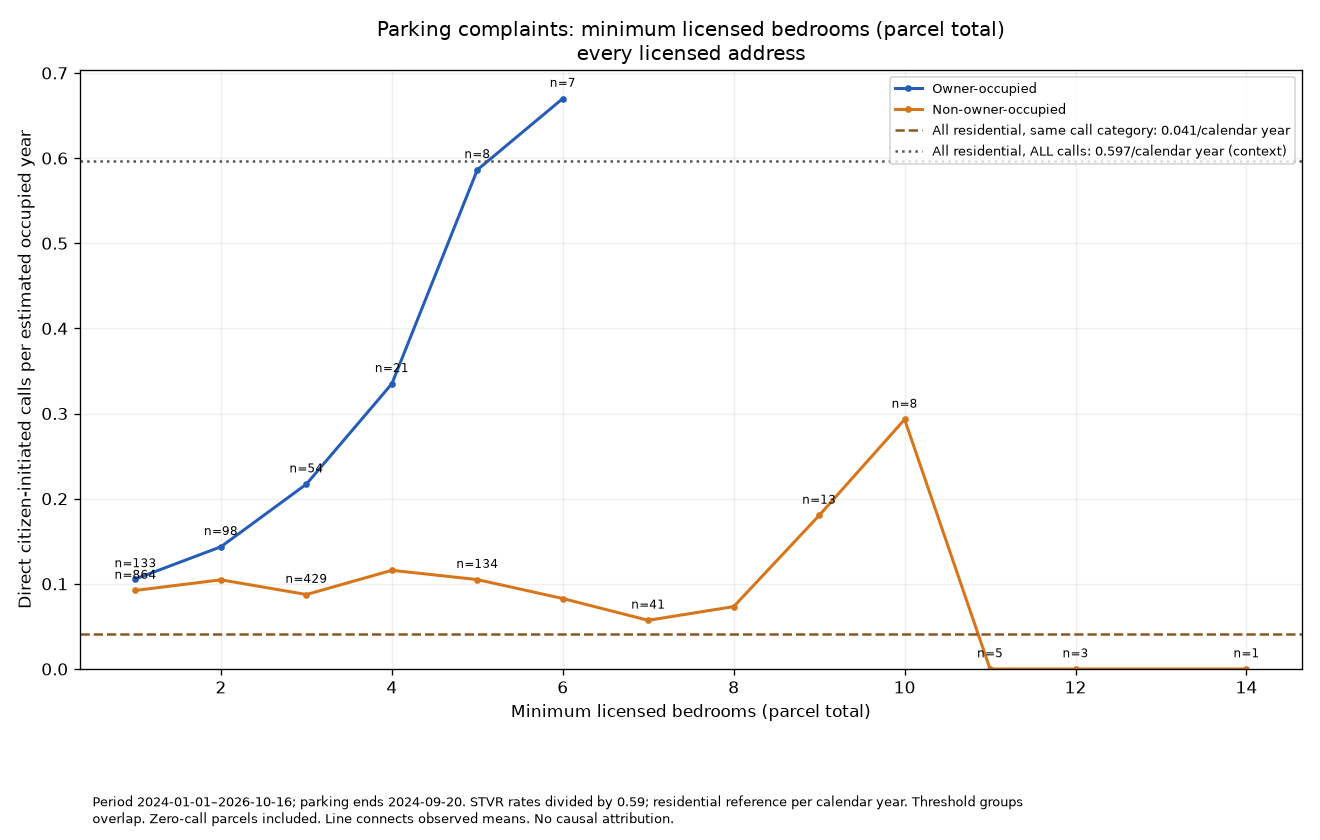 Parking complaints: minimum licensed bedrooms (parcel total)
every licensed address
Direct citizen-initiated calls per estimated occupied year
0.7
0.6
0.5
0.4
0.3
0.2
0.1
0.0
Owner-occupied
Non-owner-occupied
All residential, same call category: 0.041/calendar year
All residential, ALL calls: 0.597/calendar year (context)
n=7
n=8
n=21
n=54
n=98
n=133
n=864
n=429
n=134
n=41
n=13
n=8
n=5
n=3
n=1
2
4
6
8
10
12
14
Minimum licensed bedrooms (parcel total)
Period 2024-01-01–2026-10-16; parking ends 2024-09-20. STVR rates divided by 0.59; residential reference per calendar year. Threshold groups
overlap. Zero-call parcels included. Line connects observed means. No causal attribution.